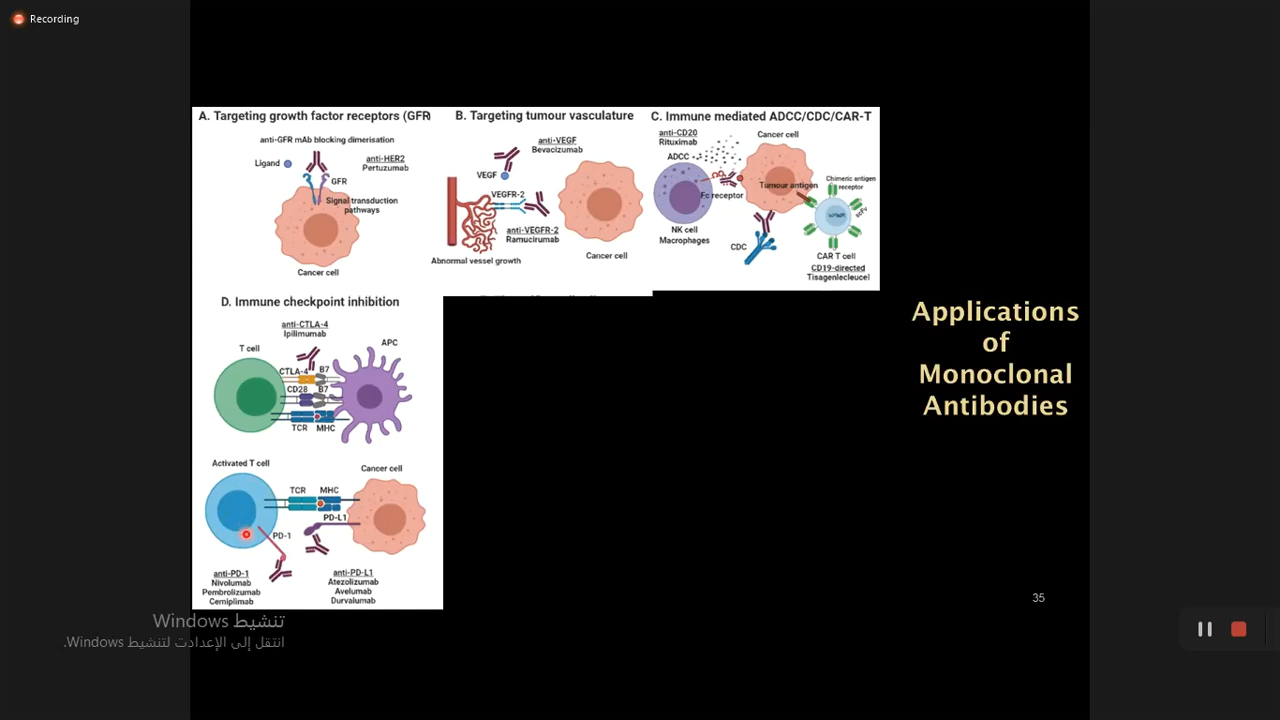 Recording
A. Targeting growth factor receptors (GFR)
anti-GFR mAb blocking dimerisation
Ligand
anti-HER2
Pertuzumab
GFR
Signal transduction
pathways
Cancer cell
B. Targeting tumour vasculature
anti-VEGF
Bevacizumab
VEGF
VEGFR-2
anti-VEGFR-2
Ramucirumab
Abnormal vessel growth
Cancer cell
C. Immune mediated ADCC/CDC/CAR-T
anti-CD20
Rituximab
ADCC
Cancer cell
Tumour antigen
Chimeric antigen
receptor
Fc receptor
scFv
NK cell
Macrophages
CDC
CAR T cell
CD19-directed
Tisagenlecleucel
D. Immune checkpoint inhibition
anti-CTLA-4
Ipilimumab
T cell
APC
CTLA-4
B7
CD28
B7
TCR
MHC
Activated T cell
Cancer cell
TCR
MHC
PD-L1
PD-1
anti-PD-1
Nivolumab
Pembrolizumab
Cemiplimab
anti-PD-L1
Atezolizumab
Avelumab
Durvalumab
Applications
of
Monoclonal
Antibodies
35
تنشيط Windows
انتقل إلى الإعدادت لتنشيط Windows.